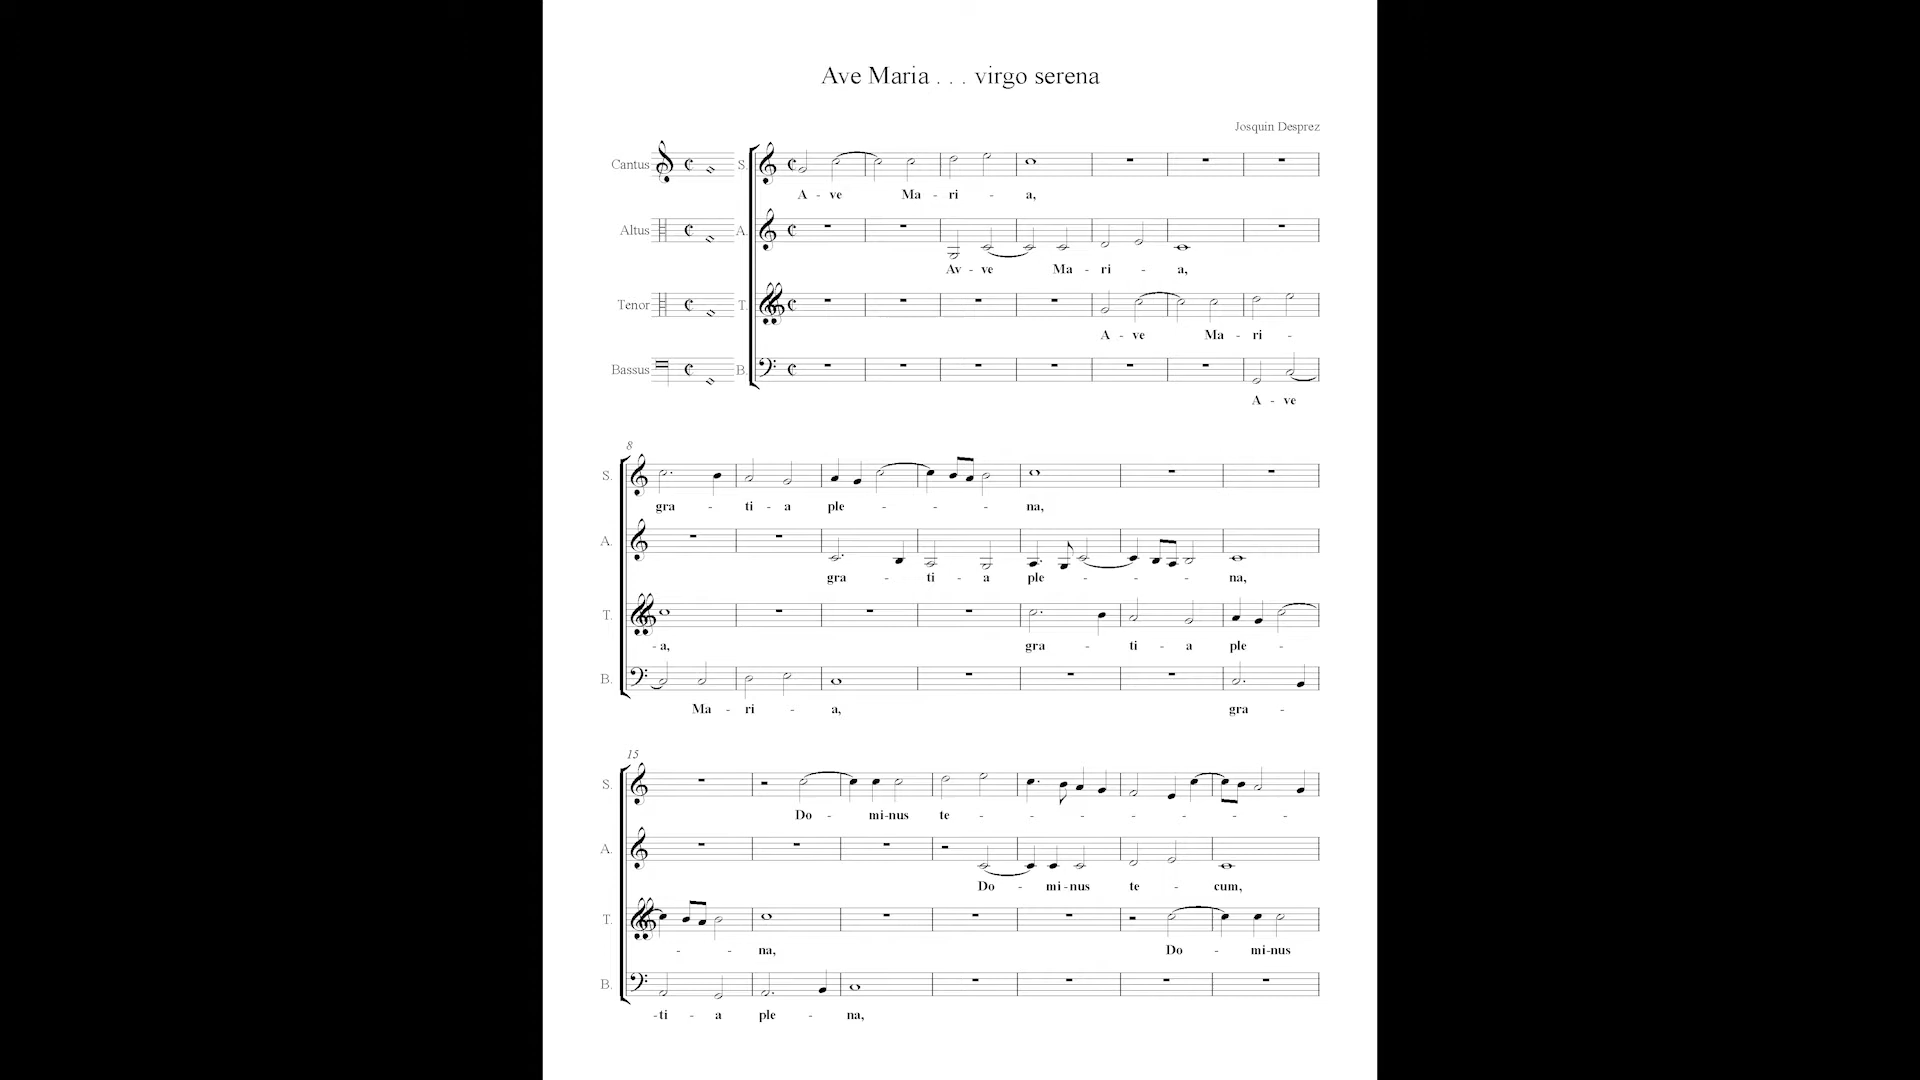 Ave Maria . . . virgo serena
Josquin Desprez
Cantus S.
A - ve Ma - ri - a,
Altus A.
Av - ve Ma - ri - a,
Tenor T.
A - ve Ma - ri -
Bassus B.
A - ve
8
S.
gra - ti - a ple - - - - na,
A.
gra - ti - a ple - - - - na,
T.
- a, gra - ti - a ple -
B.
Ma - ri - a, gra -
15
S.
Do - mi - nus te - - - - - - - - - - -
A.
Do - mi - nus te - cum,
T.
- - na, Do - mi - nus
B.
- ti - a ple - na,